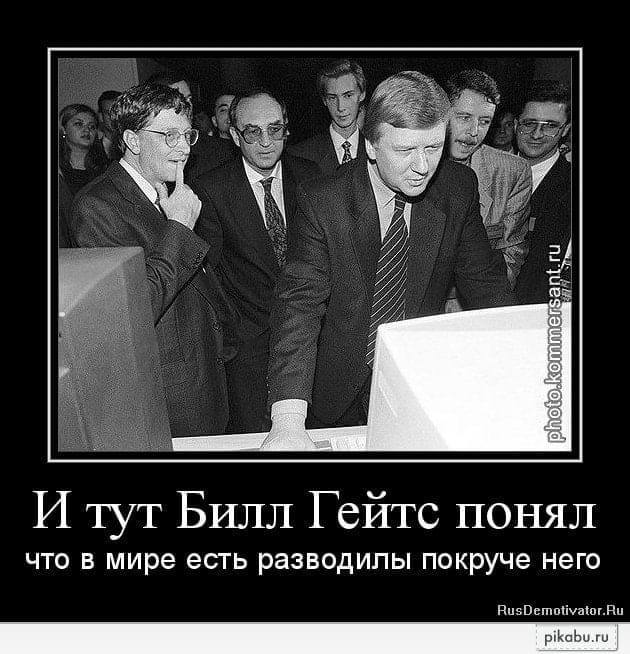 photo.kommersant.ru
И тут Билл Гейтс понял
что в мире есть разводилы покруче него
RusDemotivator.Ru
pikabu.ru